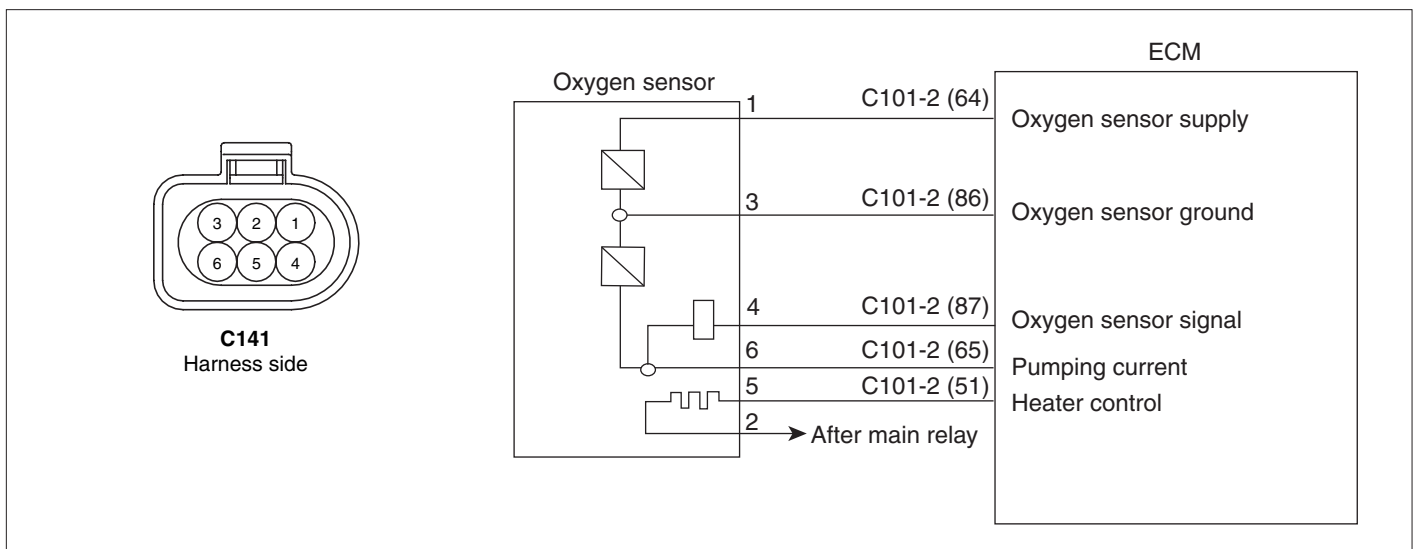 ECM
Oxygen sensor
1
C101-2 (64)
Oxygen sensor supply
3
C101-2 (86)
Oxygen sensor ground
3 2 1
6 5 4
4
C101-2 (87)
Oxygen sensor signal
6
C101-2 (65)
Pumping current
5
C101-2 (51)
Heater control
2
After main relay
C141
Harness side